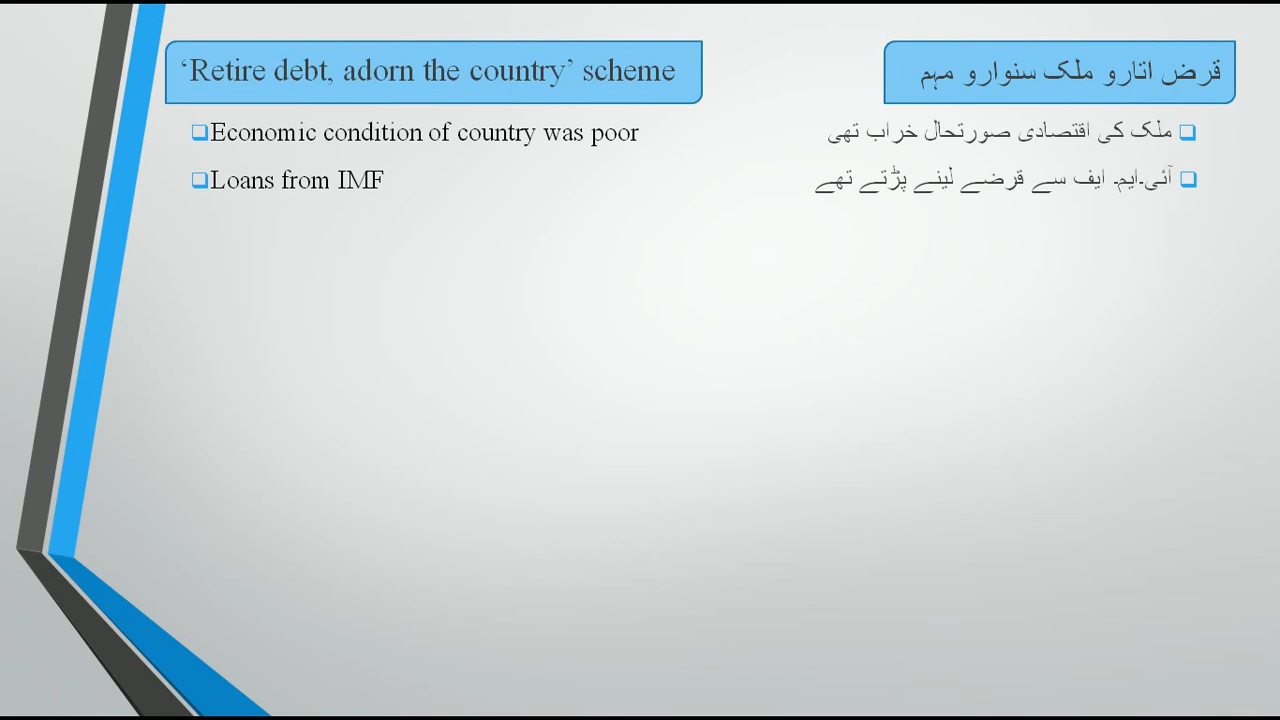 ‘Retire debt, adorn the country’ scheme
قرض اتارو ملک سنوارو مہم
❑Economic condition of country was poor
❑ ملک کی اقتصادی صورتحال خراب تھی
❑Loans from IMF
❑ آئی۔ایم۔ ایف سے قرضے لینے پڑتے تھے